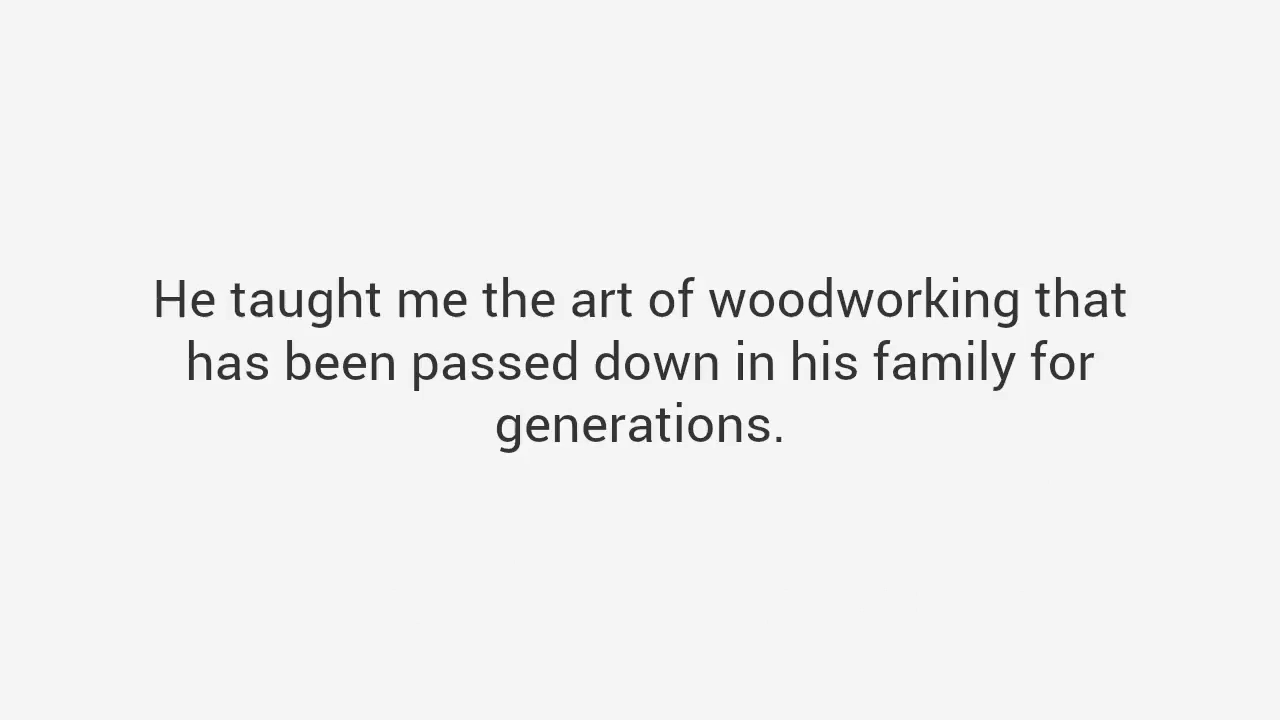 He taught me the art of woodworking that
has been passed down in his family for
generations.